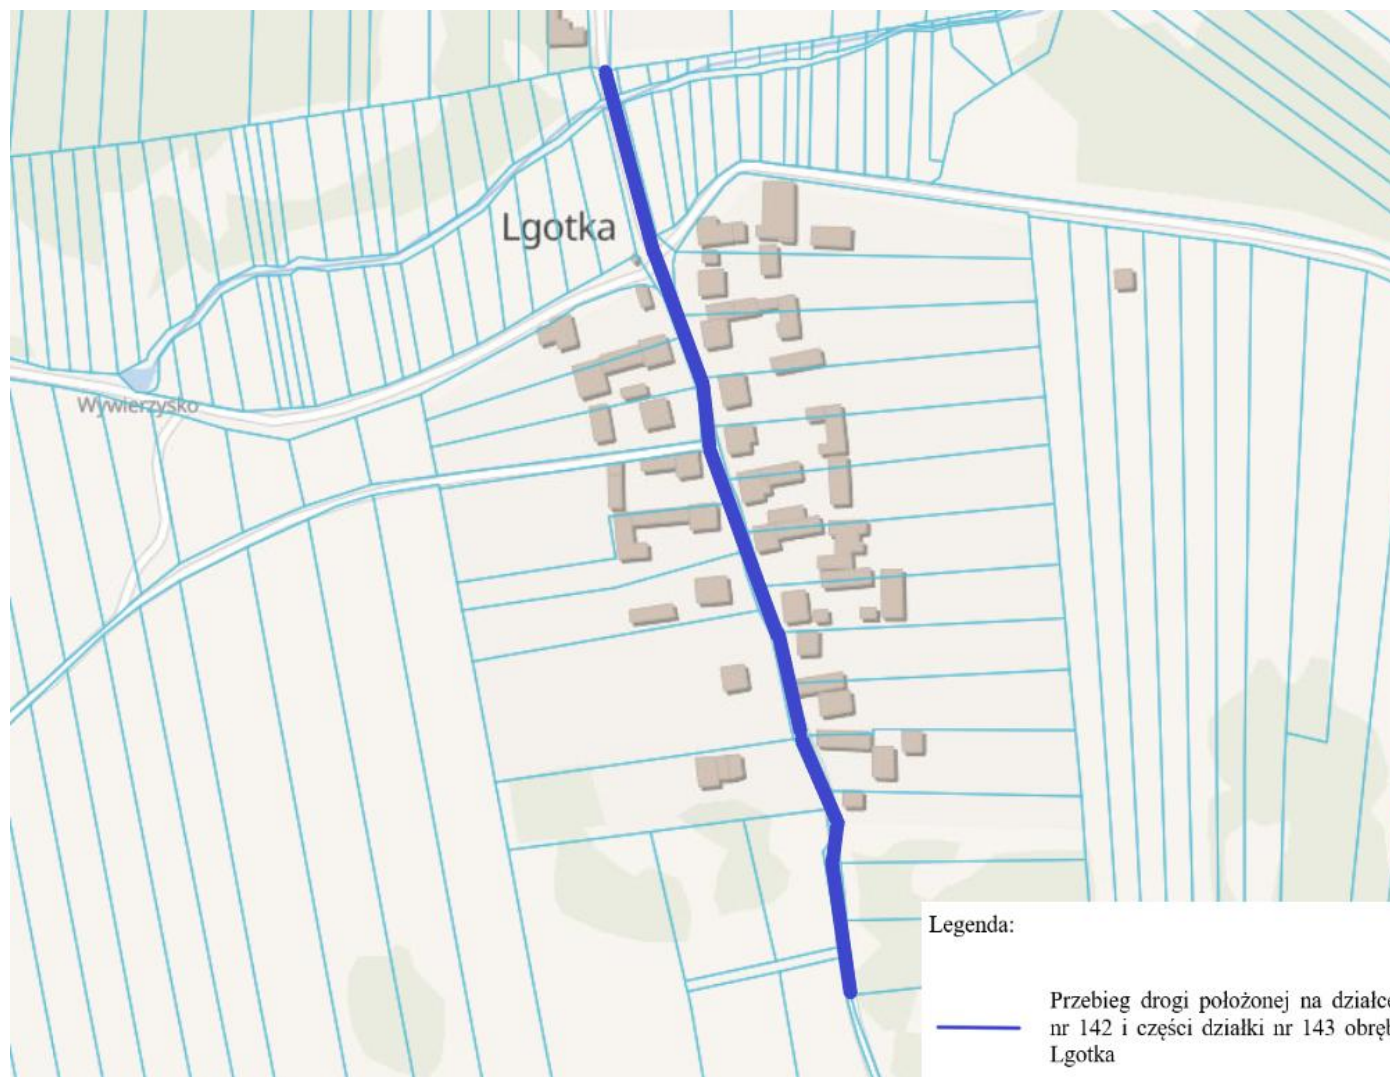 Lgotka
Wywierzysko
Legenda:
Przebieg drogi położonej na działce
nr 142 i części działki nr 143 obręb
Lgotka